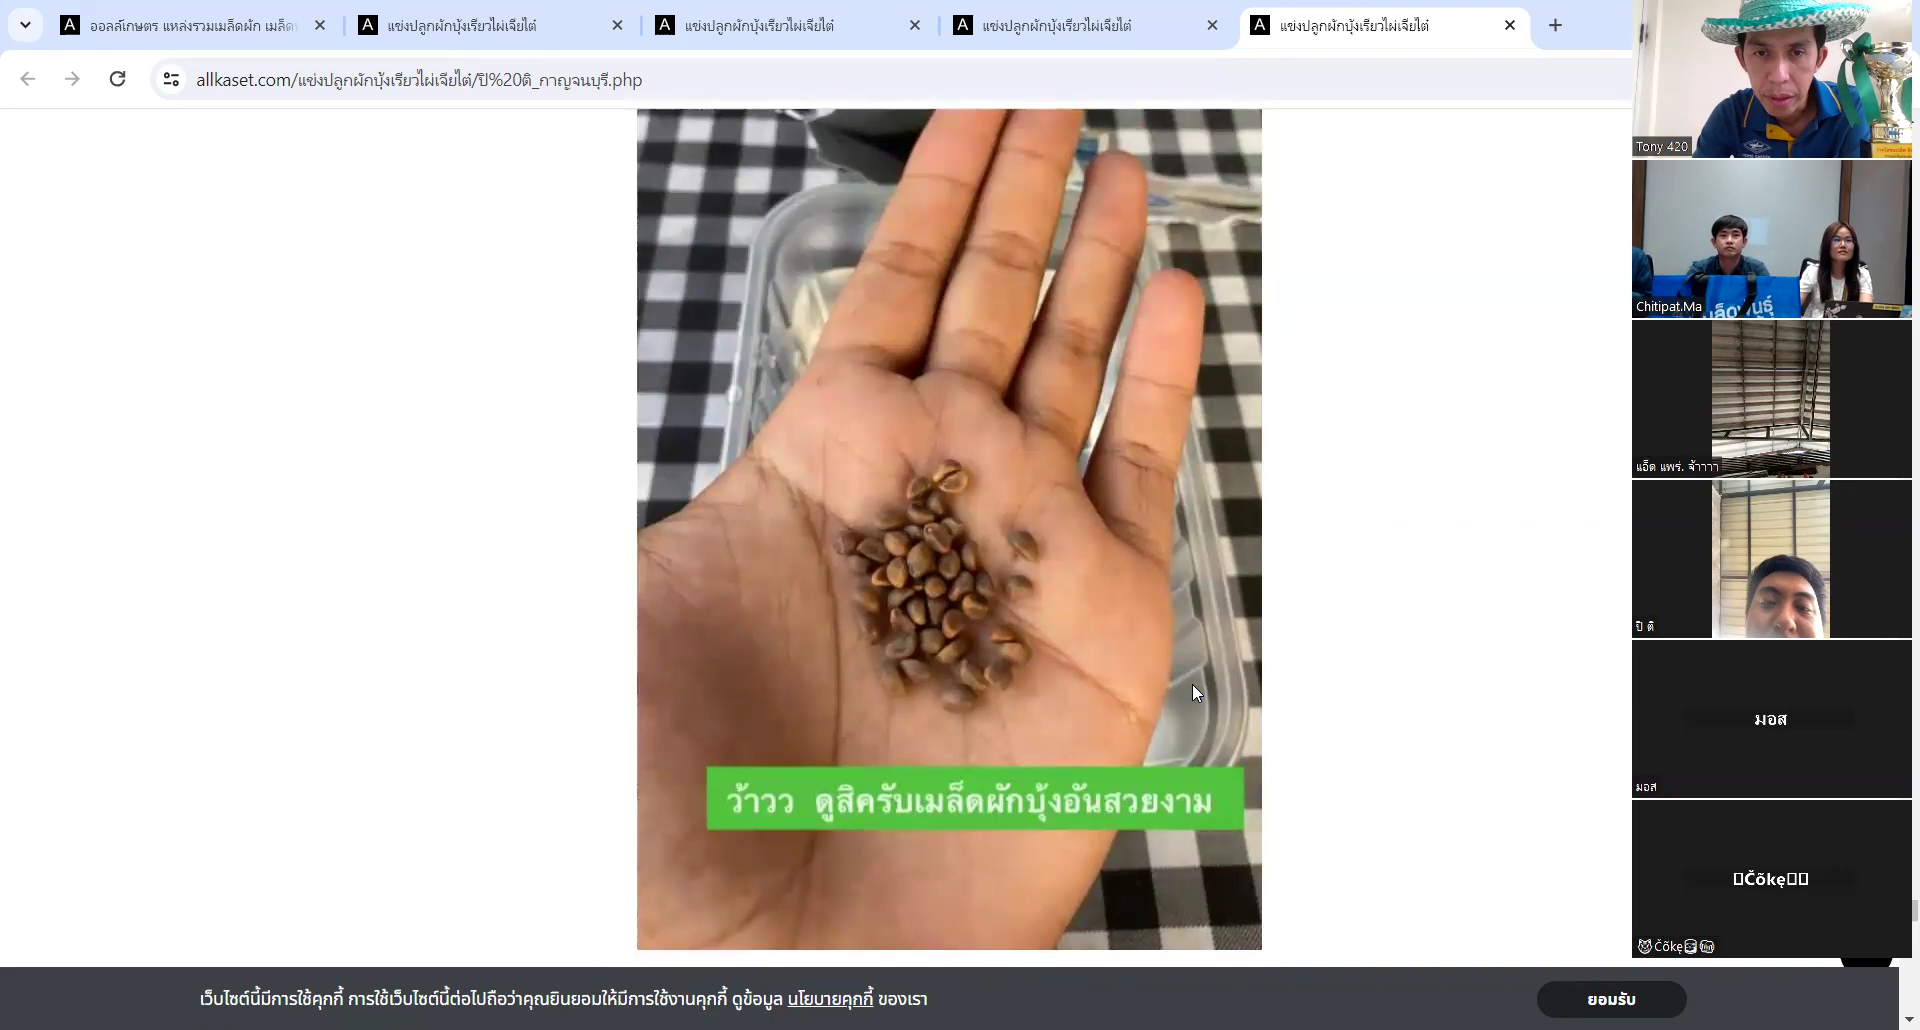 ออลล์เกษตร แหล่งรวมเมล็ดผัก เมล็ด
แข่งปลูกผักบุ้งเรียวไผ่เจียไต๋
แข่งปลูกผักบุ้งเรียวไผ่เจียไต๋
แข่งปลูกผักบุ้งเรียวไผ่เจียไต๋
แข่งปลูกผักบุ้งเรียวไผ่เจียไต๋
allkaset.com/แข่งปลูกผักบุ้งเรียวไผ่เจียไต๋/ปิ%20ติ_กาญจนบุรี.php
ว้าวว ดูสิครับเมล็ดผักบุ้งอันสวยงาม
Tony 420
Chitipat.Ma
แอ็ด แพร่. จ้าาาา
ปิ ติ
มอส
มอส
Čõkę
Čõkę
เว็บไซต์นี้มีการใช้คุกกี้ การใช้เว็บไซต์นี้ต่อไปถือว่าคุณยินยอมให้มีการใช้งานคุกกี้ ดูข้อมูล นโยบายคุกกี้ ของเรา
ยอมรับ